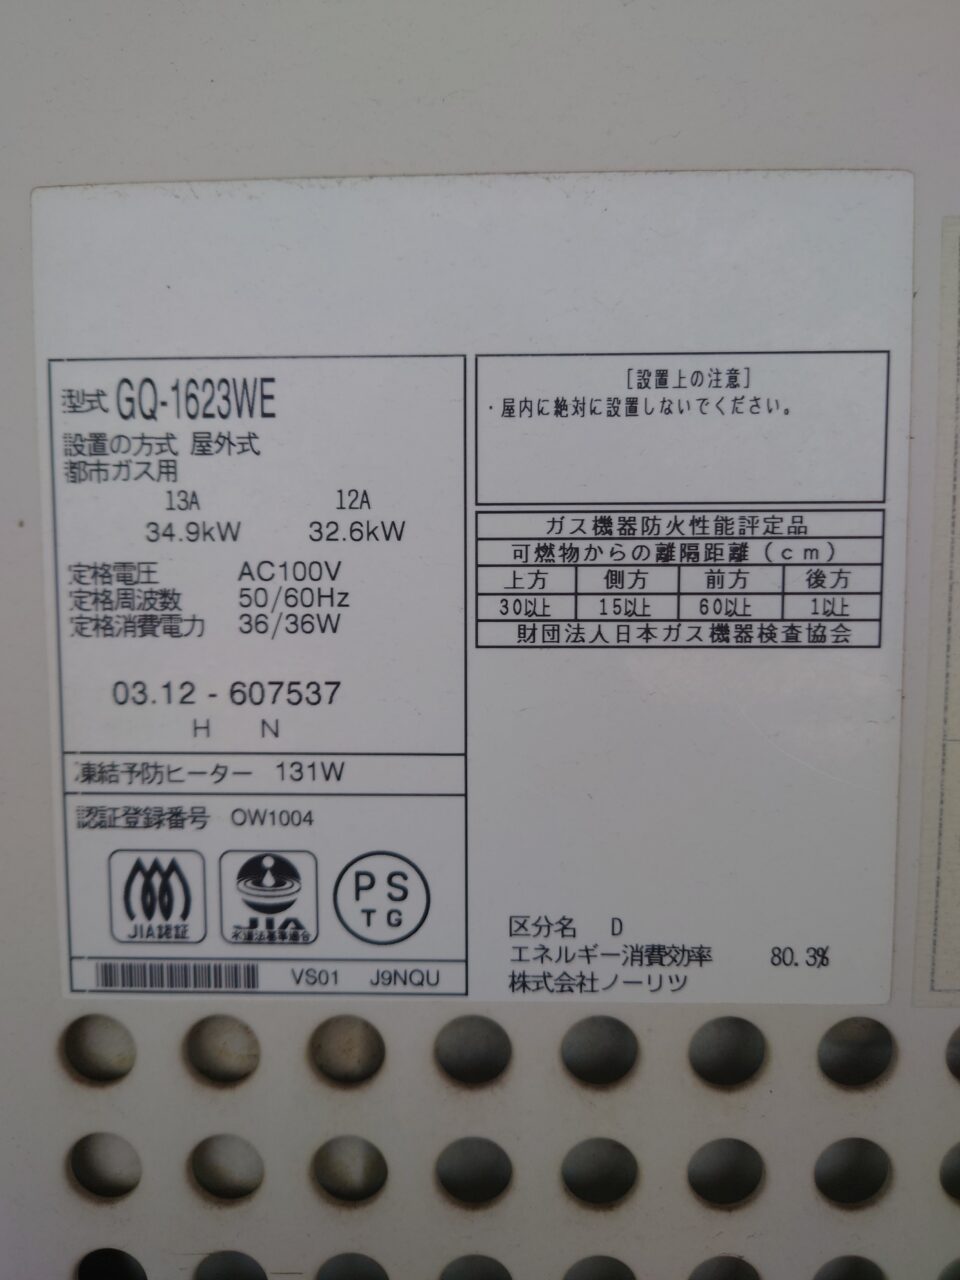 型式 GQ-1623WE
設置の方式 屋外式
都市ガス用
13A 12A
34.9kW 32.6kW
定格電圧 AC100V
定格周波数 50/60Hz
定格消費電力 36/36W
03.12 - 607537
H N
凍結予防ヒーター 131W
認証登録番号 OW1004
JIA認証
JIA
PS
TG
VS01 J9NQU
[設置上の注意]
・屋内に絶対に設置しないでください。
ガス機器防火性能評定品
可燃物からの離隔距離(cm)
上方 側方 前方 後方
30以上 15以上 60以上 1以上
財団法人日本ガス機器検査協会
区分名 D
エネルギー消費効率 80.3%
株式会社ノーリツ